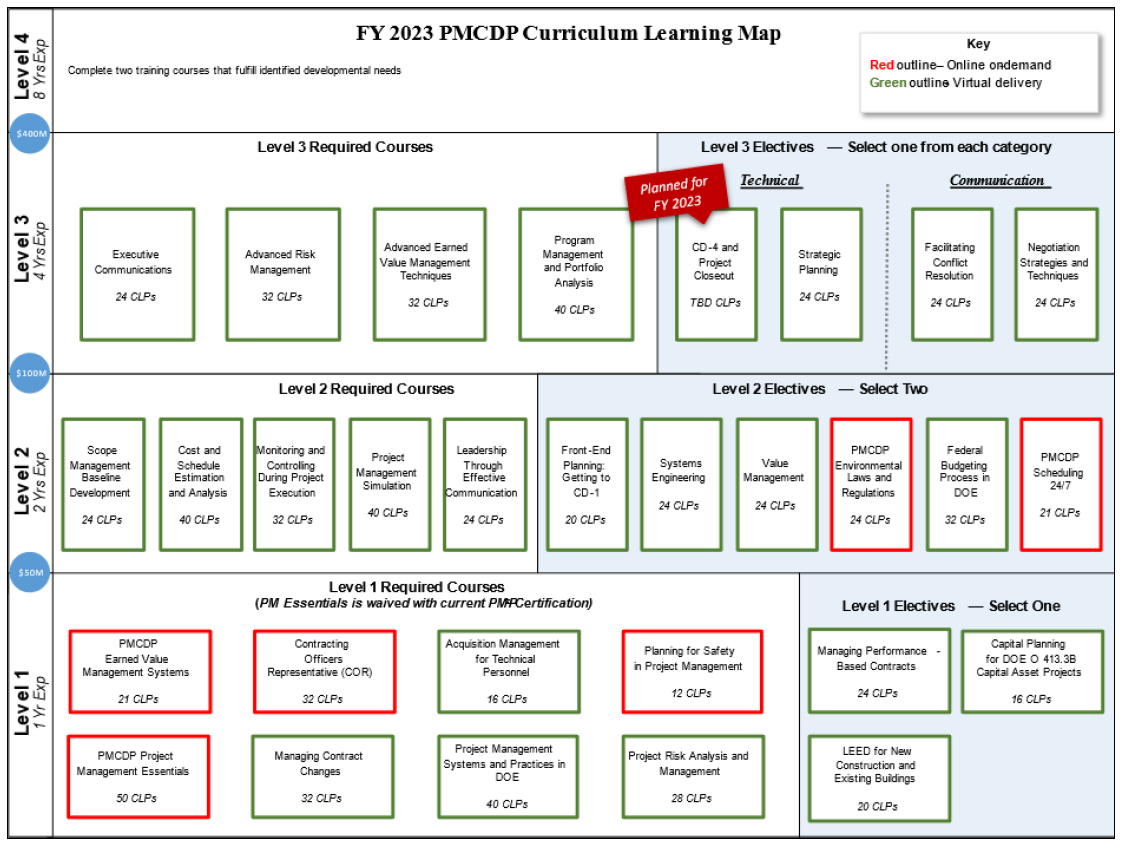 FY 2023 PMCDP Curriculum Learning Map
Key
Red outline– Online on-demand
Green outline- Virtual delivery
Level 4
8 Yrs Exp
Complete two training courses that fulfill identified developmental needs
$400M
Level 3
4 Yrs Exp
Level 3 Required Courses
Executive
Communications
24 CLPs
Advanced Risk
Management
32 CLPs
Advanced Earned
Value Management
Techniques
32 CLPs
Program
Management
and Portfolio
Analysis
40 CLPs
Level 3 Electives — Select one from each category
Technical
Communication
Planned for
FY 2023
CD-4 and
Project
Closeout
TBD CLPs
Strategic
Planning
24 CLPs
Facilitating
Conflict
Resolution
24 CLPs
Negotiation
Strategies and
Techniques
24 CLPs
$100M
Level 2
2 Yrs Exp
Level 2 Required Courses
Scope
Management
Baseline
Development
24 CLPs
Cost and
Schedule
Estimation
and Analysis
40 CLPs
Monitoring and
Controlling
During Project
Execution
32 CLPs
Project
Management
Simulation
40 CLPs
Leadership
Through
Effective
Communication
24 CLPs
Level 2 Electives — Select Two
Front-End
Planning:
Getting to
CD-1
20 CLPs
Systems
Engineering
24 CLPs
Value
Management
24 CLPs
PMCDP
Environmental
Laws and
Regulations
24 CLPs
Federal
Budgeting
Process in
DOE
32 CLPs
PMCDP
Scheduling
24/7
21 CLPs
$50M
Level 1
1 Yr Exp
Level 1 Required Courses
(PM Essentials is waived with current PMP Certification)
PMCDP
Earned Value
Management Systems
21 CLPs
Contracting
Officers
Representative (COR)
32 CLPs
Acquisition Management
for Technical
Personnel
16 CLPs
Planning for Safety
in Project Management
12 CLPs
PMCDP Project
Management Essentials
50 CLPs
Managing Contract
Changes
32 CLPs
Project Management
Systems and Practices in
DOE
40 CLPs
Project Risk Analysis and
Management
28 CLPs
Level 1 Electives — Select One
Managing Performance -
Based Contracts
24 CLPs
Capital Planning
for DOE O 413.3B
Capital Asset Projects
16 CLPs
LEED for New
Construction and
Existing Buildings
20 CLPs